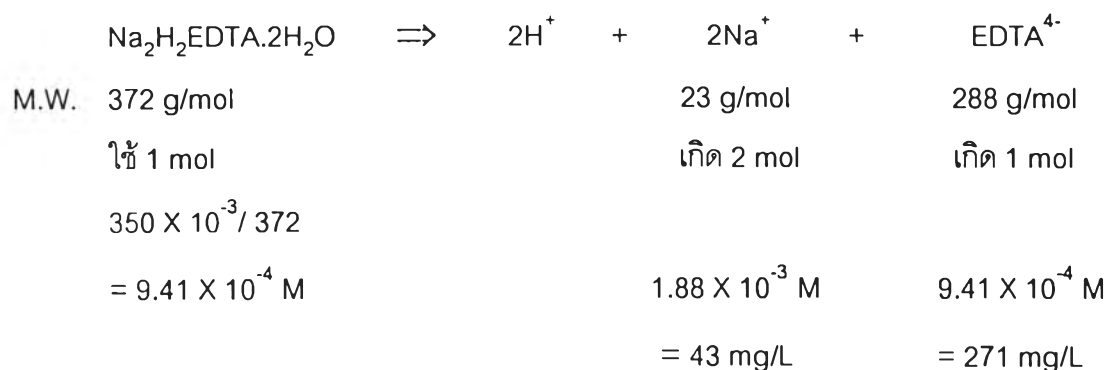 Na₂H₂EDTA.2H₂O ⇒ 2H⁺ + 2Na⁺ + EDTA⁴⁻
M.W. 372 g/mol 23 g/mol 288 g/mol
ใช้ 1 mol เกิด 2 mol เกิด 1 mol
350 X 10⁻³/ 372
= 9.41 X 10⁻⁴ M 1.88 X 10⁻³ M 9.41 X 10⁻⁴ M
= 43 mg/L = 271 mg/L